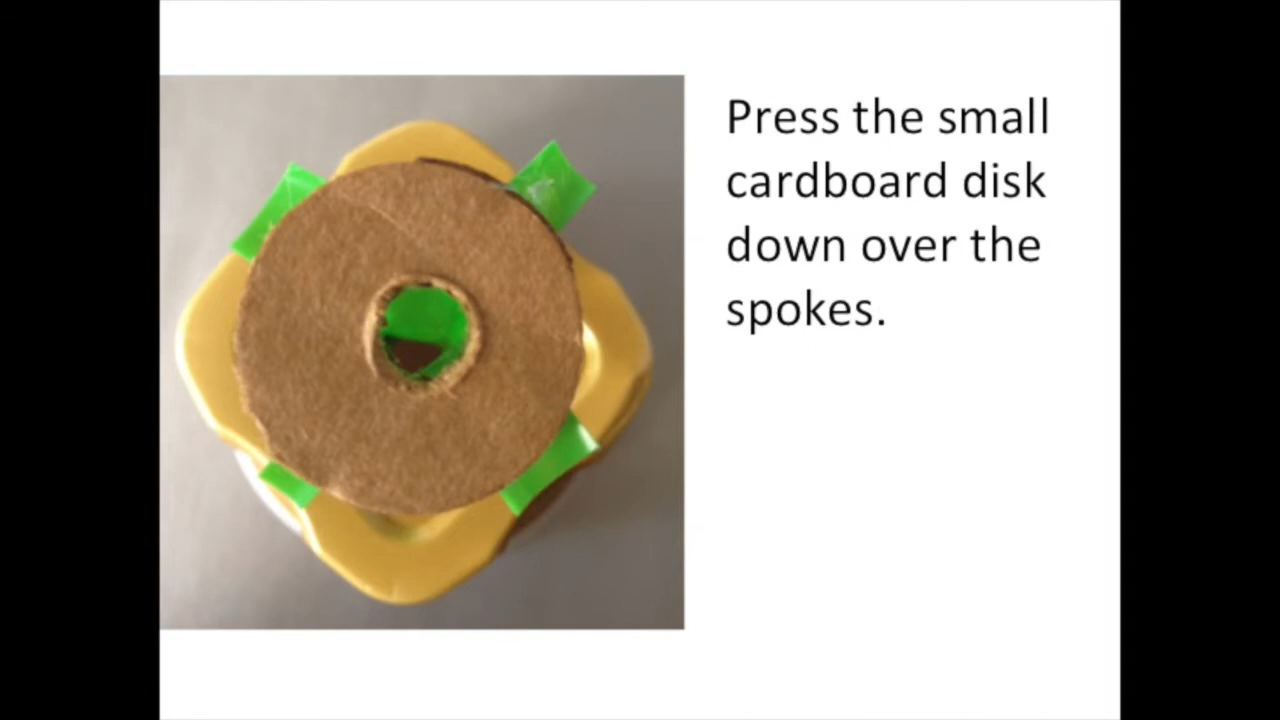 Press the small
cardboard disk
down over the
spokes.